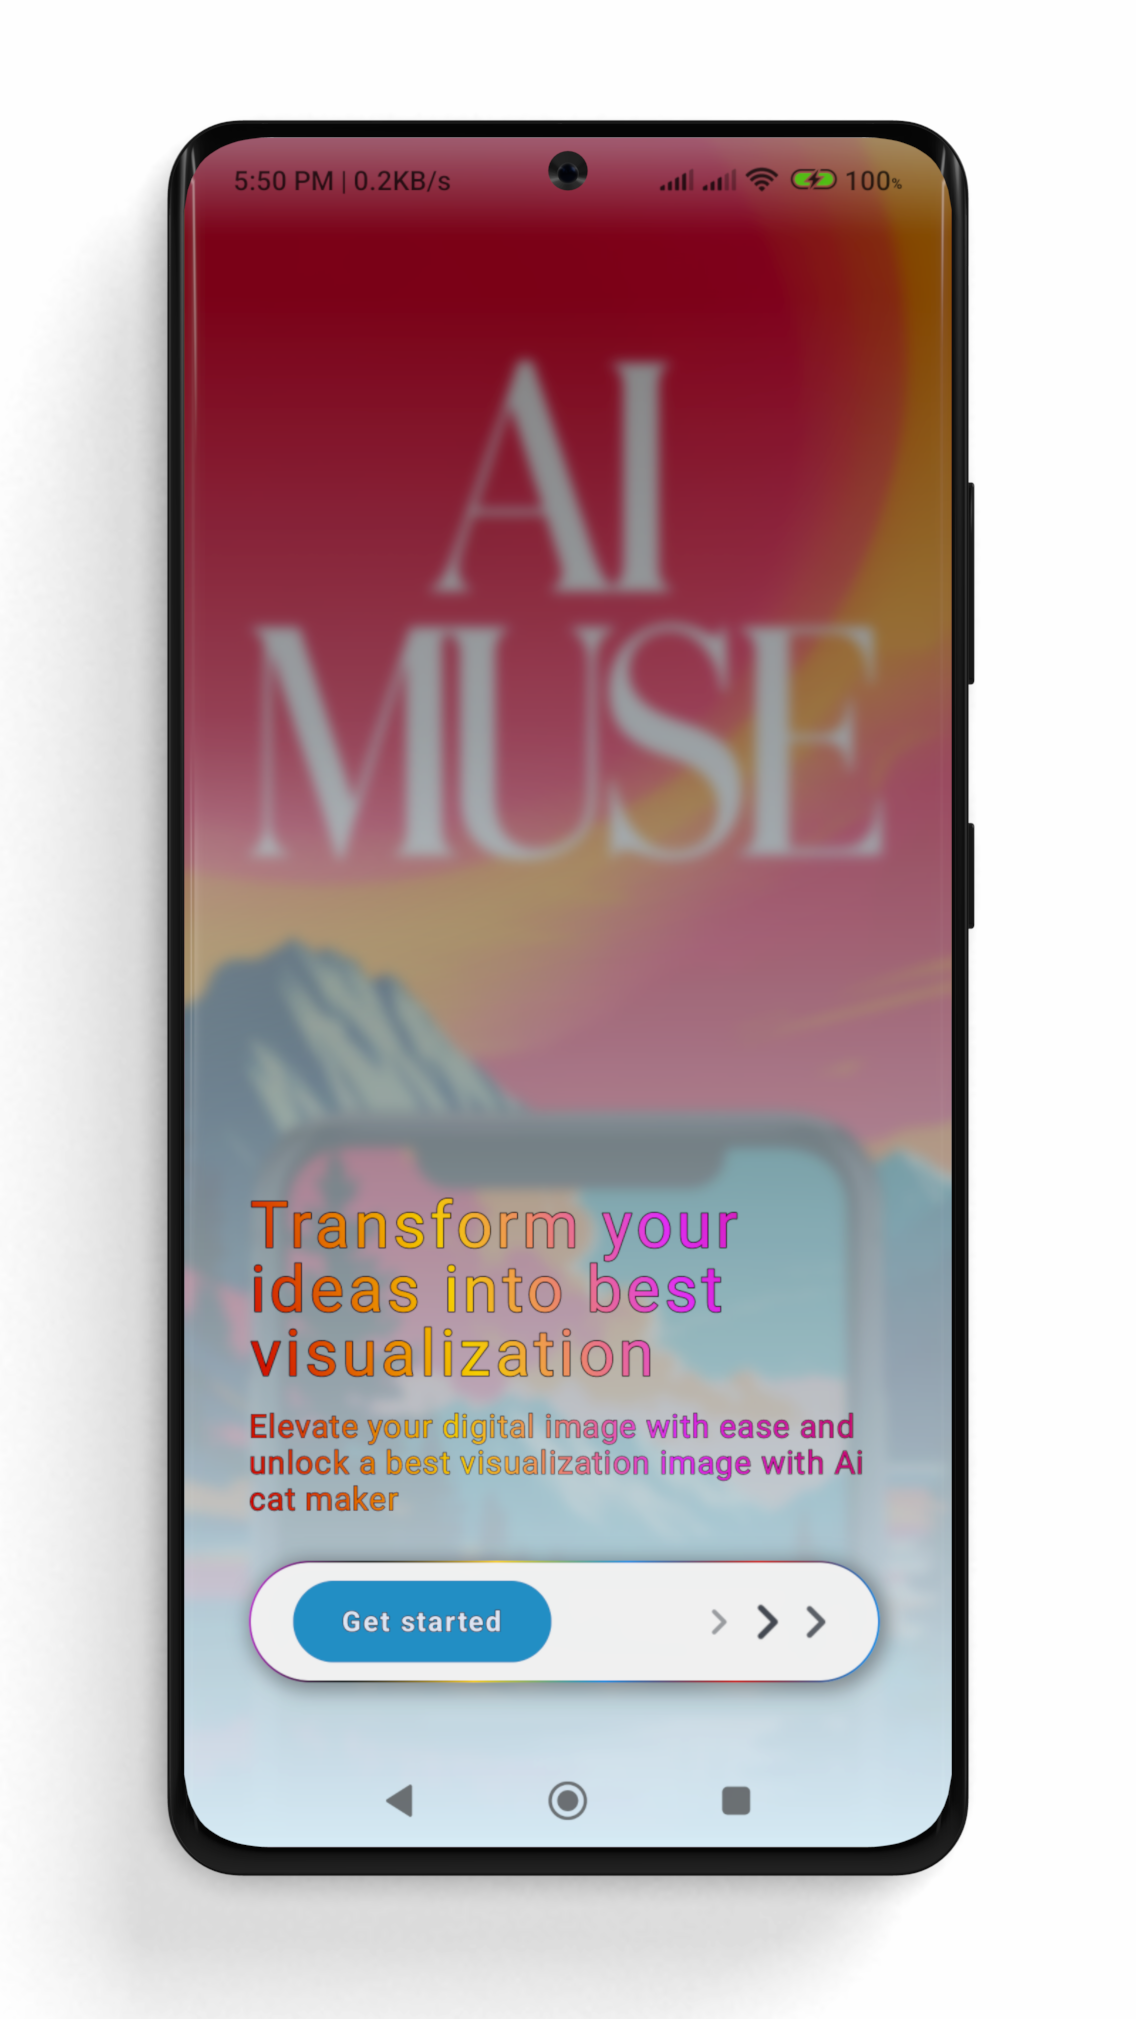 5:50 PM | 0.2KB/s 100%
AI
MUSE
Transform your
ideas into best
visualization
Elevate your digital image with ease and
unlock a best visualization image with Ai
cat maker
Get started